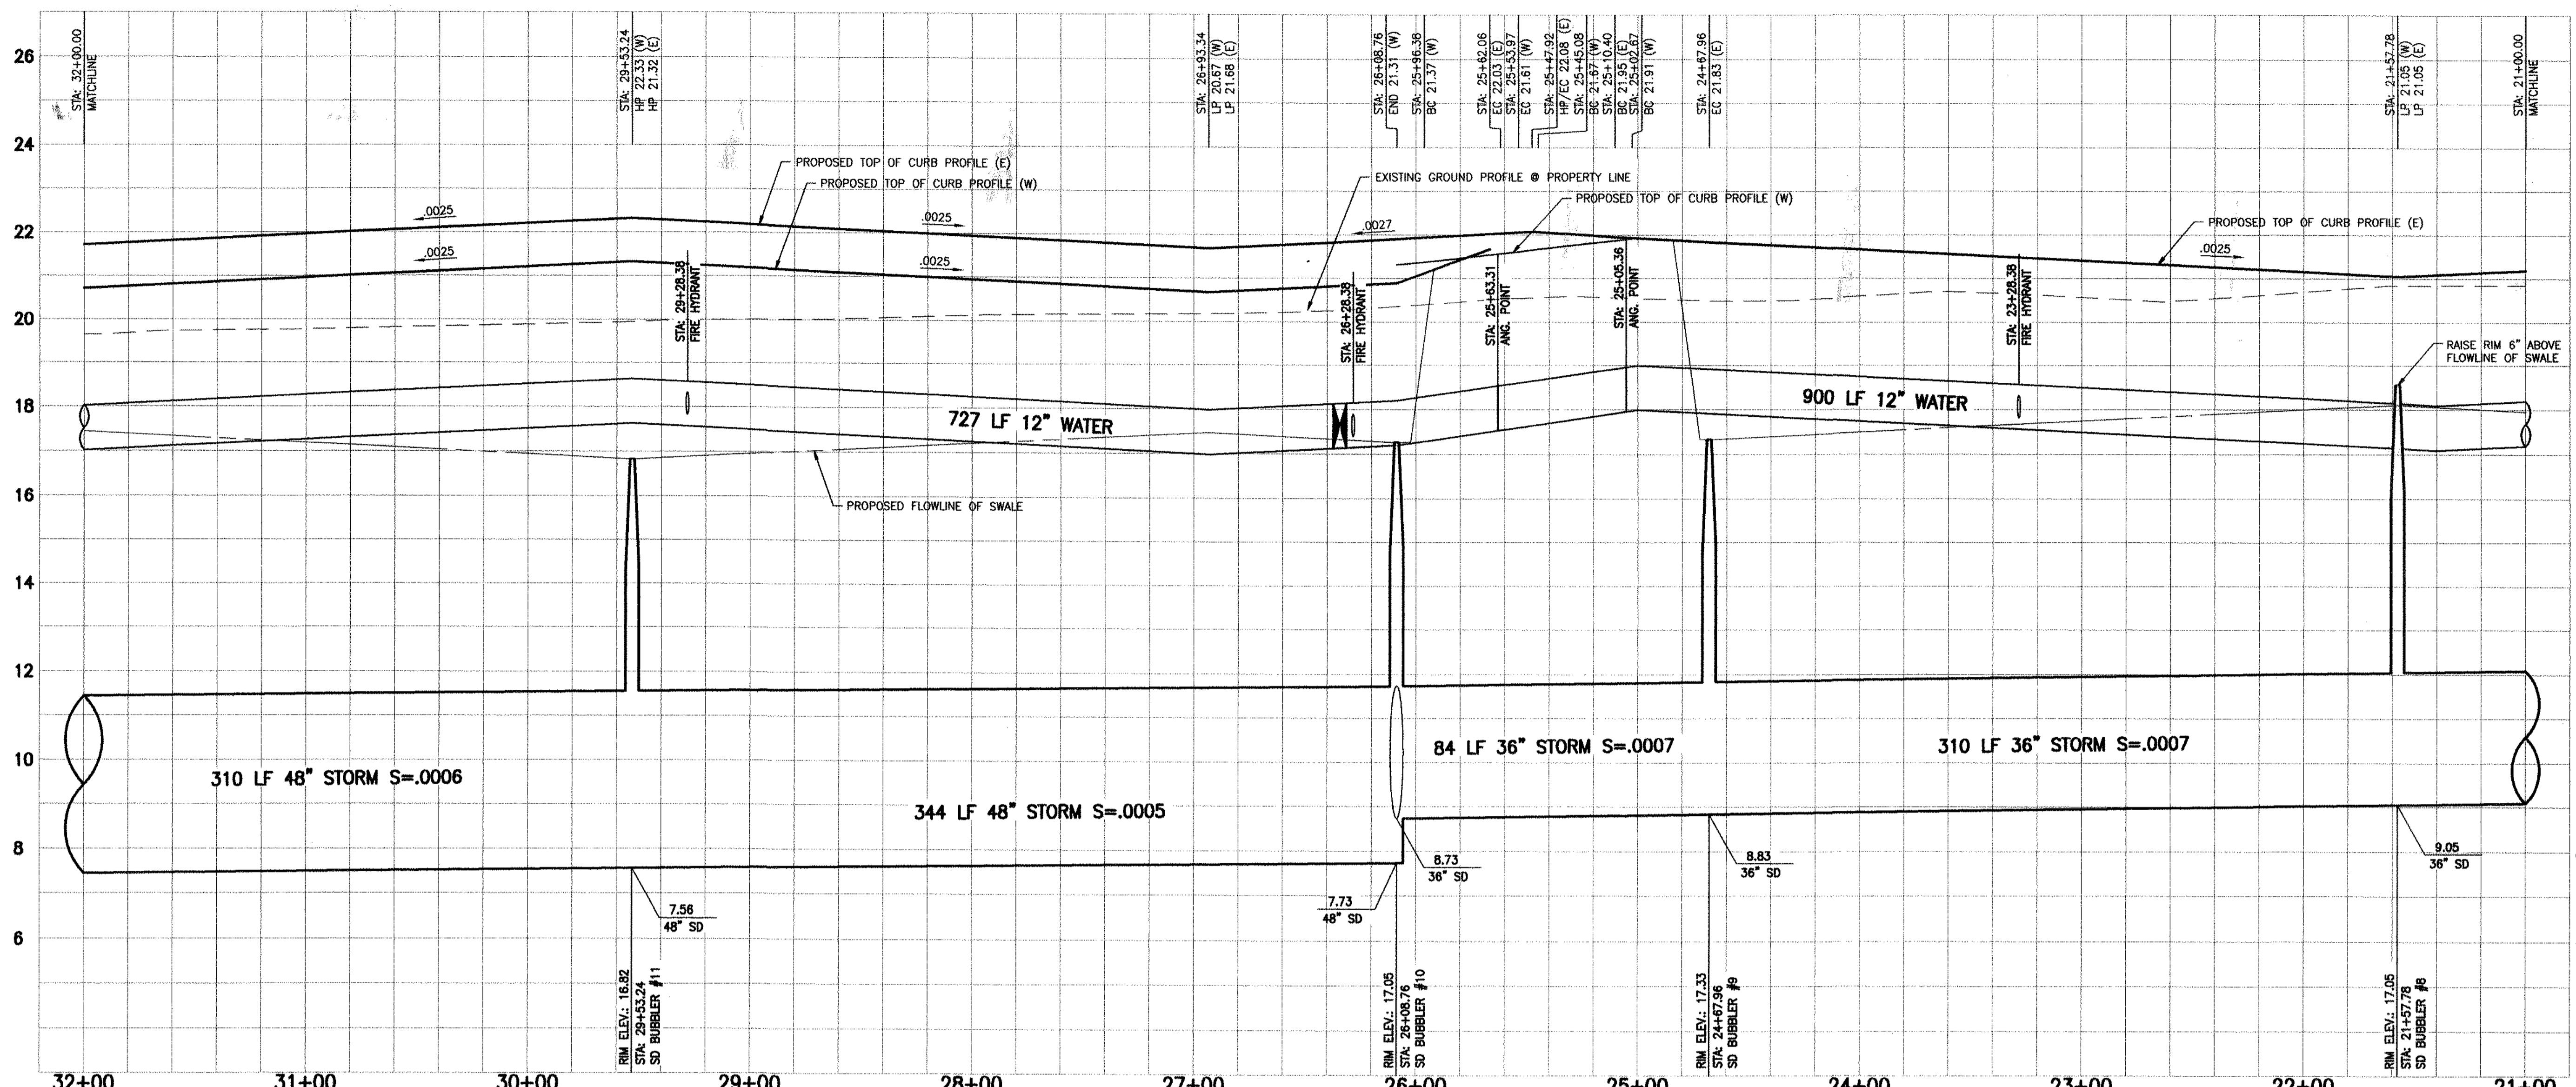 STA: 32+00.00
MATCHLINE
STA: 29+53.24
HP 22.33 (W)
HP 21.32 (E)
STA: 26+93.34
LP 20.67 (W)
LP 21.68 (E)
STA: 26+08.76
END 21.31 (W)
STA: 25+96.38
BC 21.37 (W)
STA: 25+62.06
EC 22.03 (E)
STA: 25+53.97
EC 21.61 (W)
STA: 25+47.92
HP/EC 22.08 (E)
STA: 25+45.08
BC 21.67 (W)
STA: 25+10.40
BC 21.95 (E)
STA: 25+02.67
BC 21.91 (W)
STA: 24+67.96
EC 21.83 (E)
STA: 21+57.78
LP 21.05 (W)
LP 21.05 (E)
STA: 21+00.00
MATCHLINE
26
24
22
20
18
16
14
12
10
8
6
PROPOSED TOP OF CURB PROFILE (E)
PROPOSED TOP OF CURB PROFILE (W)
EXISTING GROUND PROFILE @ PROPERTY LINE
PROPOSED TOP OF CURB PROFILE (W)
PROPOSED TOP OF CURB PROFILE (E)
.0025
.0025
.0027
.0025
.0025
.0025
STA: 29+28.38
FIRE HYDRANT
STA: 26+28.38
FIRE HYDRANT
STA: 25+63.31
ANG. POINT
STA: 25+05.36
ANG. POINT
STA: 23+28.38
FIRE HYDRANT
RAISE RIM 6" ABOVE
FLOWLINE OF SWALE
727 LF 12" WATER
900 LF 12" WATER
PROPOSED FLOWLINE OF SWALE
310 LF 48" STORM S=.0006
344 LF 48" STORM S=.0005
84 LF 36" STORM S=.0007
310 LF 36" STORM S=.0007
7.56
48" SD
7.73
48" SD
8.73
36" SD
8.83
36" SD
9.05
36" SD
RIM ELEV.: 16.82
STA: 29+53.24
SD BUBBLER #11
RIM ELEV.: 17.05
STA: 26+08.76
SD BUBBLER #10
RIM ELEV.: 17.33
STA: 24+67.96
SD BUBBLER #9
RIM ELEV.: 17.05
STA: 21+57.78
SD BUBBLER #8
32+00 31+00 30+00 29+00 28+00 27+00 26+00 25+00 24+00 23+00 22+00 21+00